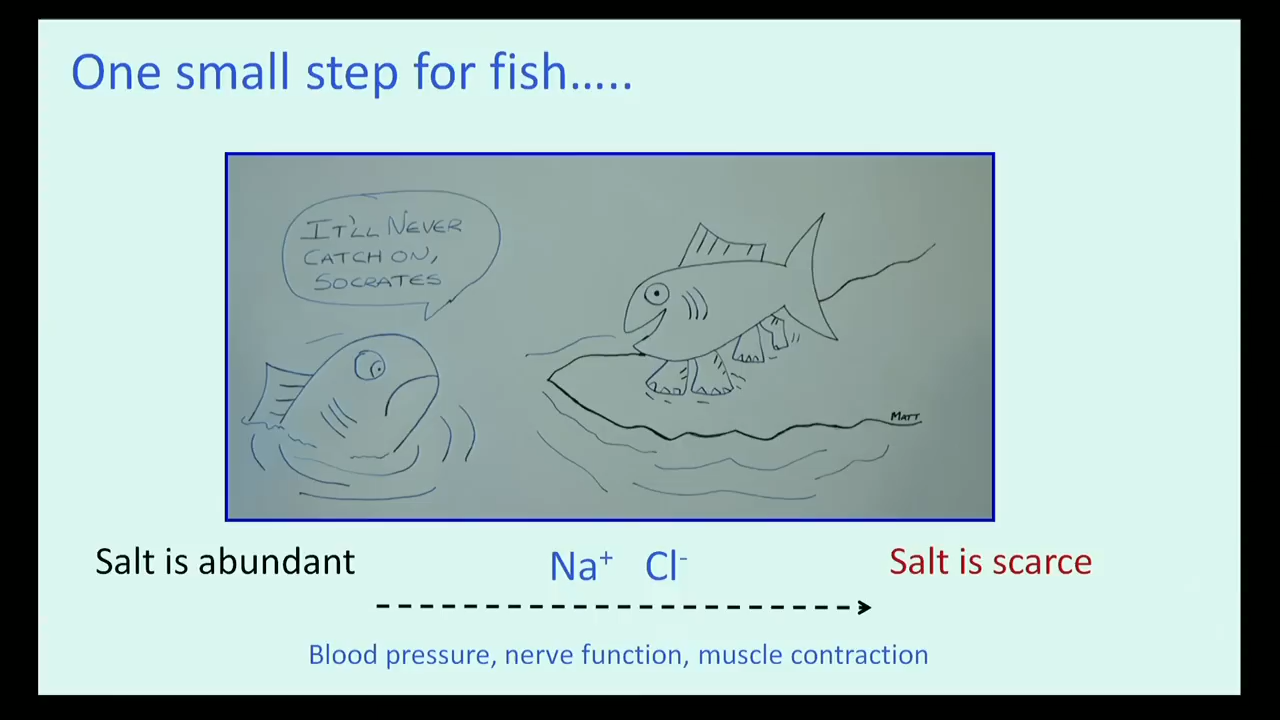 One small step for fish.....
IT'LL NEVER
CATCH ON,
SOCRATES
MATT
Salt is abundant
Na⁺ Cl⁻
Salt is scarce
Blood pressure, nerve function, muscle contraction